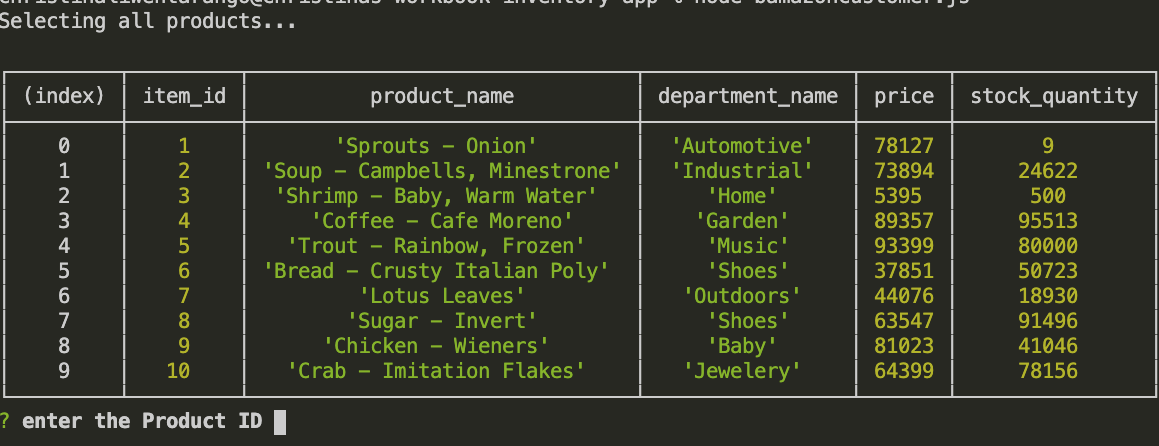 Selecting all products...
(index) item_id product_name department_name price stock_quantity
0 1 'Sprouts - Onion' 'Automotive' 78127 9
1 2 'Soup - Campbells, Minestrone' 'Industrial' 73894 24622
2 3 'Shrimp - Baby, Warm Water' 'Home' 5395 500
3 4 'Coffee - Cafe Moreno' 'Garden' 89357 95513
4 5 'Trout - Rainbow, Frozen' 'Music' 93399 80000
5 6 'Bread - Crusty Italian Poly' 'Shoes' 37851 50723
6 7 'Lotus Leaves' 'Outdoors' 44076 18930
7 8 'Sugar - Invert' 'Shoes' 63547 91496
8 9 'Chicken - Wieners' 'Baby' 81023 41046
9 10 'Crab - Imitation Flakes' 'Jewelery' 64399 78156
? enter the Product ID